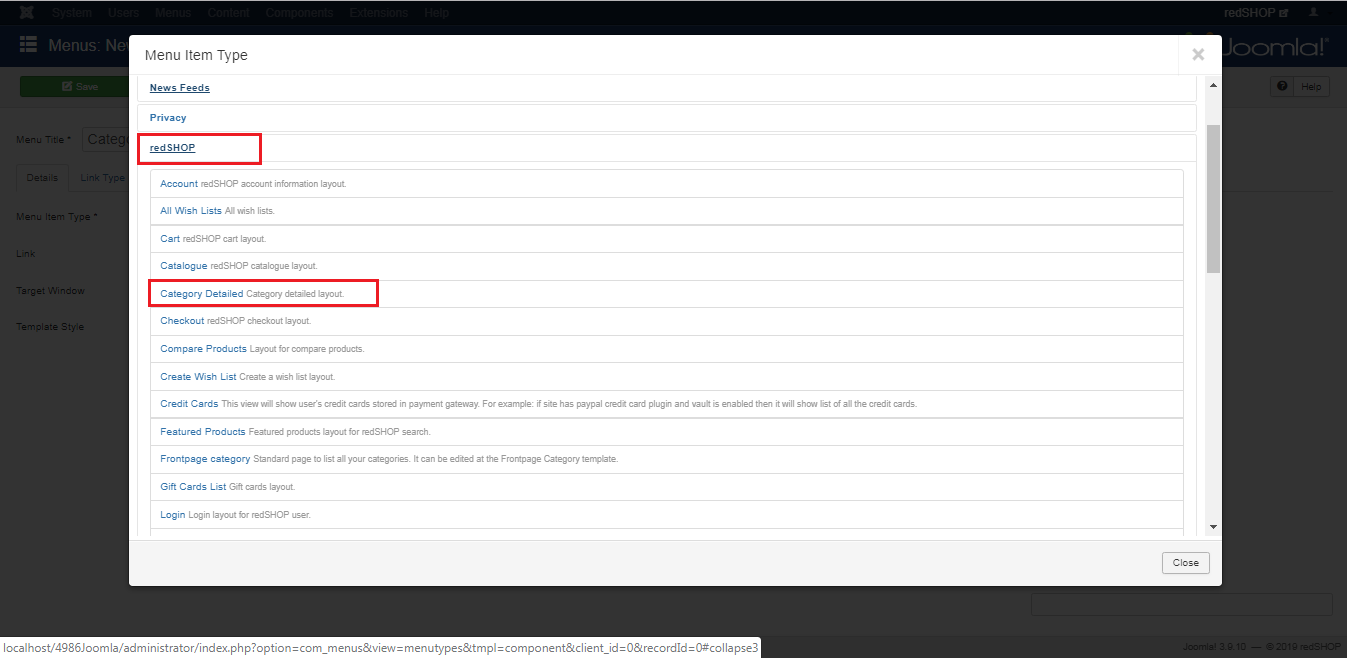 System Users Menus Content Components Extensions Help redSHOP
Menus: Nev
Joomla!®
Menu Item Type
Save
Help
News Feeds
Privacy
Menu Title * Catego
redSHOP
Details Link Type
Account redSHOP account information layout.
All Wish Lists All wish lists.
Menu Item Type *
Cart redSHOP cart layout.
Link
Catalogue redSHOP catalogue layout.
Target Window
Category Detailed Category detailed layout.
Checkout redSHOP checkout layout.
Template Style
Compare Products Layout for compare products.
Create Wish List Create a wish list layout.
Credit Cards This view will show user's credit cards stored in payment gateway. For example: if site has paypal credit card plugin and vault is enabled then it will show list of all the credit cards.
Featured Products Featured products layout for redSHOP search.
Frontpage category Standard page to list all your categories. It can be edited at the Frontpage Category template.
Gift Cards List Gift cards layout.
Login Login layout for redSHOP user.
Close
localhost/4986Joomla/administrator/index.php?option=com_menus&view=menutypes&tmpl=component&client_id=0&recordId=0#collapse3
Joomla! 3.9.10 — © 2019 redSHOP